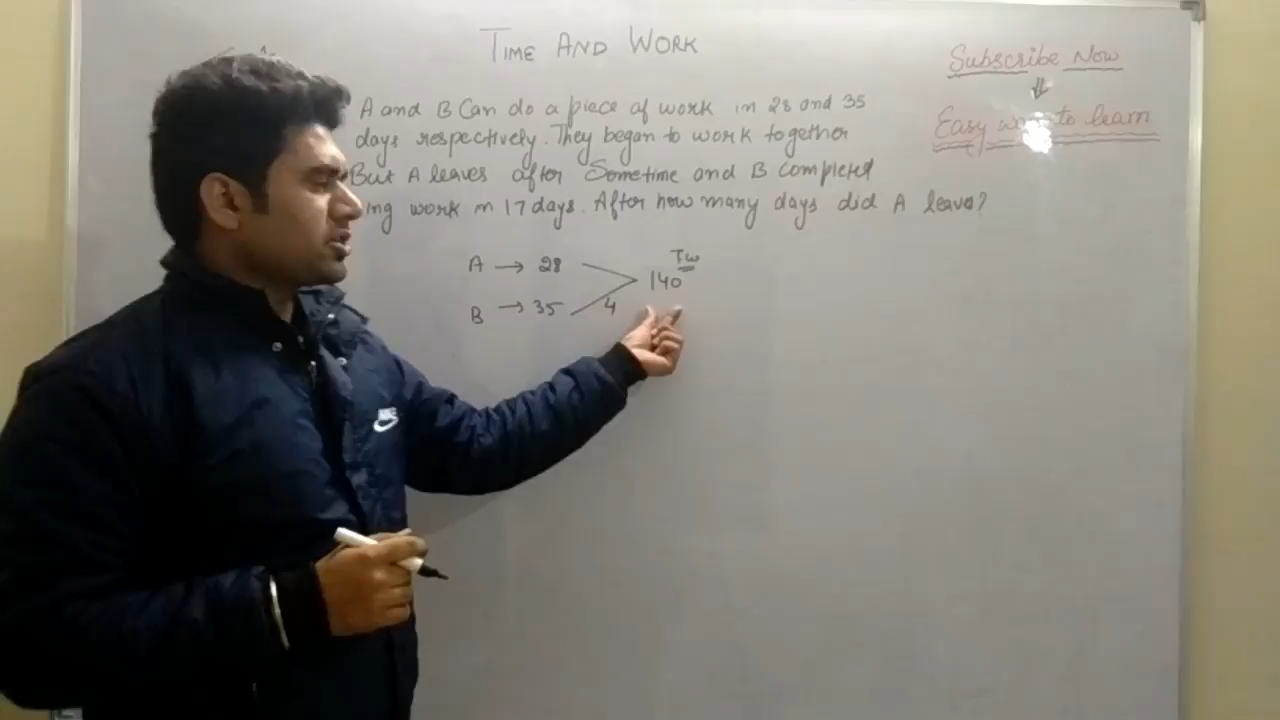 TIME AND WORK
Subscribe Now
Easy to learn
A and B Can do a piece of work in 28 and 35
days respectively. They began to work together
But A leaves after Sometime and B completed
ing work in 17 days. After how many days did A leave?
TW
A → 28
140
B → 35
4
NIKE